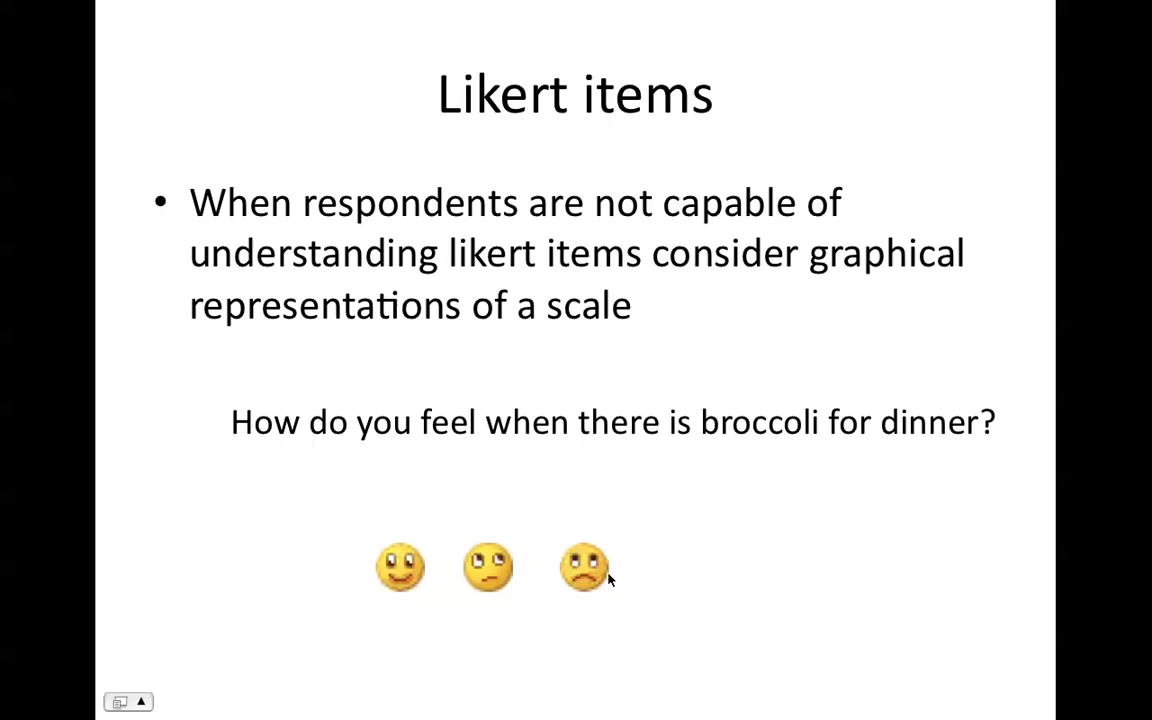 Likert items
• When respondents are not capable of
understanding likert items consider graphical
representations of a scale
How do you feel when there is broccoli for dinner?